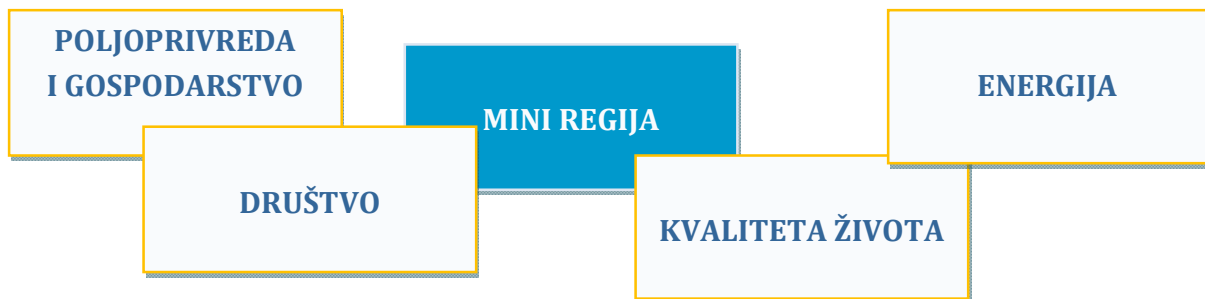 POLJOPRIVREDA
I GOSPODARSTVO
MINI REGIJA
ENERGIJA
DRUŠTVO
KVALITETA ŽIVOTA